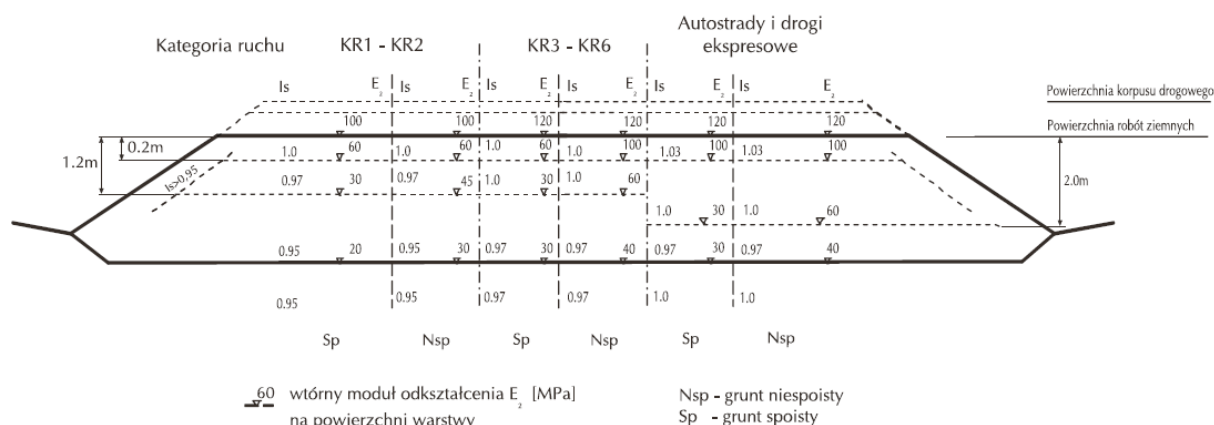 Kategoria ruchu KR1 - KR2 KR3 - KR6 Autostrady i drogi ekspresowe
Is E₂ Is E₂ Is E₂ Is E₂ Is E₂ Is E₂
Powierzchnia korpusu drogowego
100 100 120 120 120 120
Powierzchnia robót ziemnych
0.2m 1.0 60 1.0 60 1.0 60 1.0 100 1.03 100 1.03 100
1.2m Is>0.95 0.97 30 0.97 45 1.0 30 1.0 60
2.0m
1.0 30 1.0 60
0.95 20 0.95 30 0.97 30 0.97 40 0.97 30 0.97 40
0.95 0.95 0.97 0.97 1.0 1.0
Sp Nsp Sp Nsp Sp Nsp
60 wtórny moduł odkształcenia E₂ [MPa]
na powierzchni warstwy
Nsp - grunt niespoisty
Sp - grunt spoisty